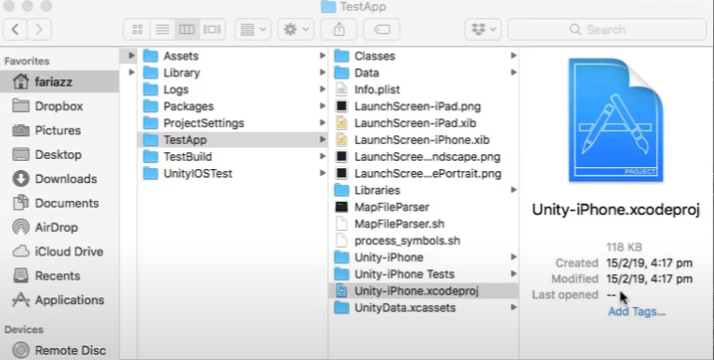 TestApp
Search
Favorites
fariazz
Dropbox
Pictures
Desktop
Downloads
Documents
AirDrop
iCloud Drive
Recents
Applications
Devices
Remote Disc
Assets
Library
Logs
Packages
ProjectSettings
TestApp
TestBuild
UnityIOSTest
Classes
Data
Info.plist
LaunchScreen-iPad.png
LaunchScreen-iPad.xib
LaunchScreen-iPhone.xib
LaunchScree...ndscape.png
LaunchScree...ePortrait.png
Libraries
MapFileParser
MapFileParser.sh
process_symbols.sh
Unity-iPhone
Unity-iPhone Tests
Unity-iPhone.xcodeproj
UnityData.xcassets
PROJECT
Unity-iPhone.xcodeproj
118 KB
Created 15/2/19, 4:17 pm
Modified 15/2/19, 4:17 pm
Last opened --
Add Tags...